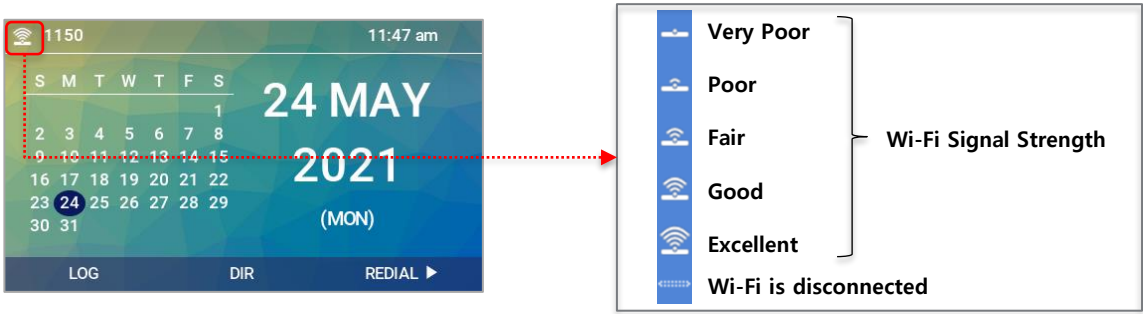 1150 11:47 am
S M T W T F S
1
2 3 4 5 6 7 8
9 10 11 12 13 14 15
16 17 18 19 20 21 22
23 24 25 26 27 28 29
30 31
24 MAY
2021
(MON)
LOG DIR REDIAL ▶
Very Poor
Poor
Fair
Good
Excellent
Wi-Fi Signal Strength
Wi-Fi is disconnected